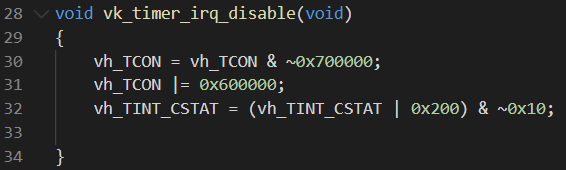 28 void vk_timer_irq_disable(void)
29 {
30 vh_TCON = vh_TCON & ~0x700000;
31 vh_TCON |= 0x600000;
32 vh_TINT_CSTAT = (vh_TINT_CSTAT | 0x200) & ~0x10;
33
34 }